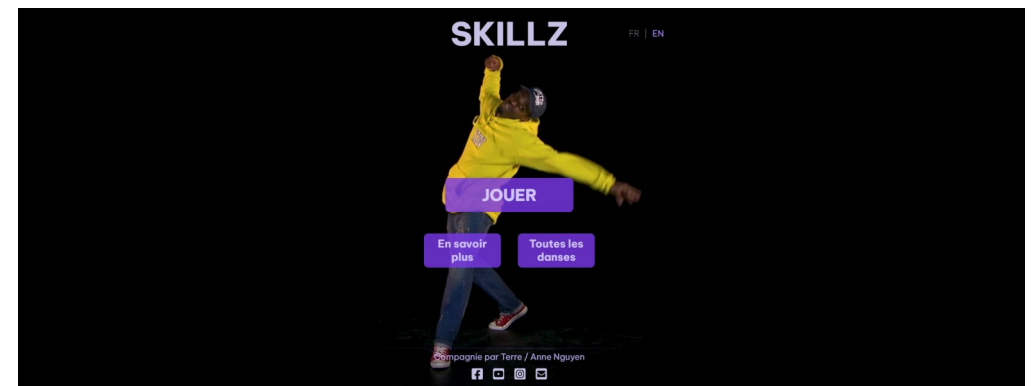 SKILLZ
FR | EN
JOUER
En savoir
plus
Toutes les
danses
Compagnie par Terre / Anne Nguyen